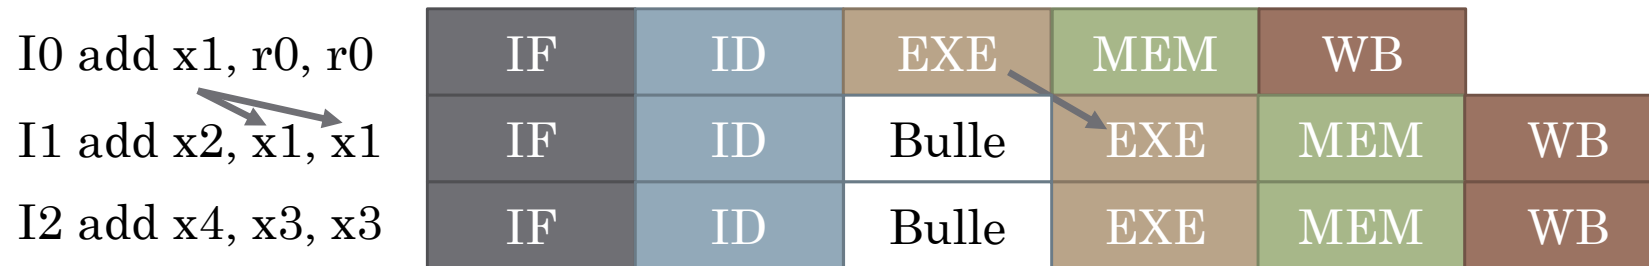 I0 add x1, r0, r0 IF ID EXE MEM WB
I1 add x2, x1, x1 IF ID Bulle EXE MEM WB
I2 add x4, x3, x3 IF ID Bulle EXE MEM WB